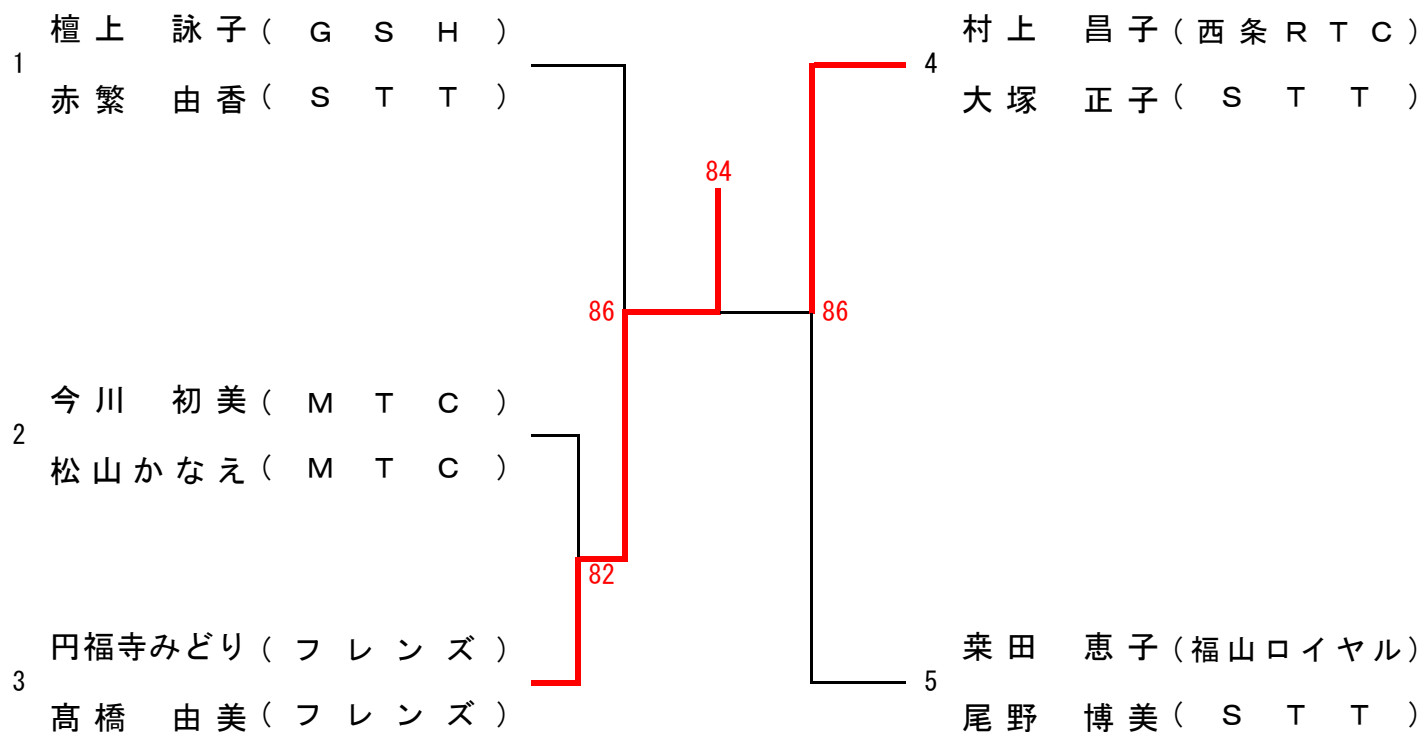 檀上 詠子(GSH)
1
赤繁 由香(STT)
村上 昌子(西条RTC)
4
大塚 正子(STT)
84
86
86
今川 初美(MTC)
2
松山かなえ(MTC)
82
円福寺みどり(フレンズ)
3
髙橋 由美(フレンズ)
桒田 恵子(福山ロイヤル)
5
尾野 博美(STT)